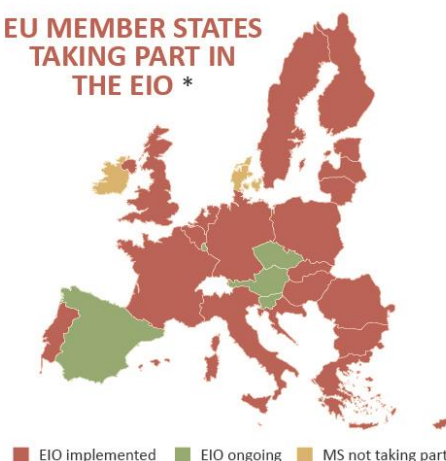 EU MEMBER STATES
TAKING PART IN
THE EIO *
EIO implemented
EIO ongoing
MS not taking part